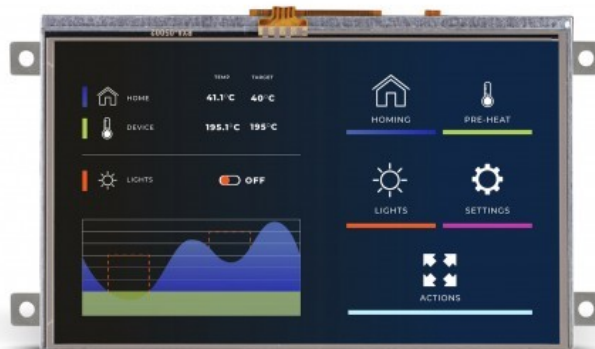 TEMP TARGET
HOME 41.1°C 40°C
DEVICE 195.1°C 195°C
LIGHTS OFF
HOMING PRE-HEAT
LIGHTS SETTINGS
ACTIONS